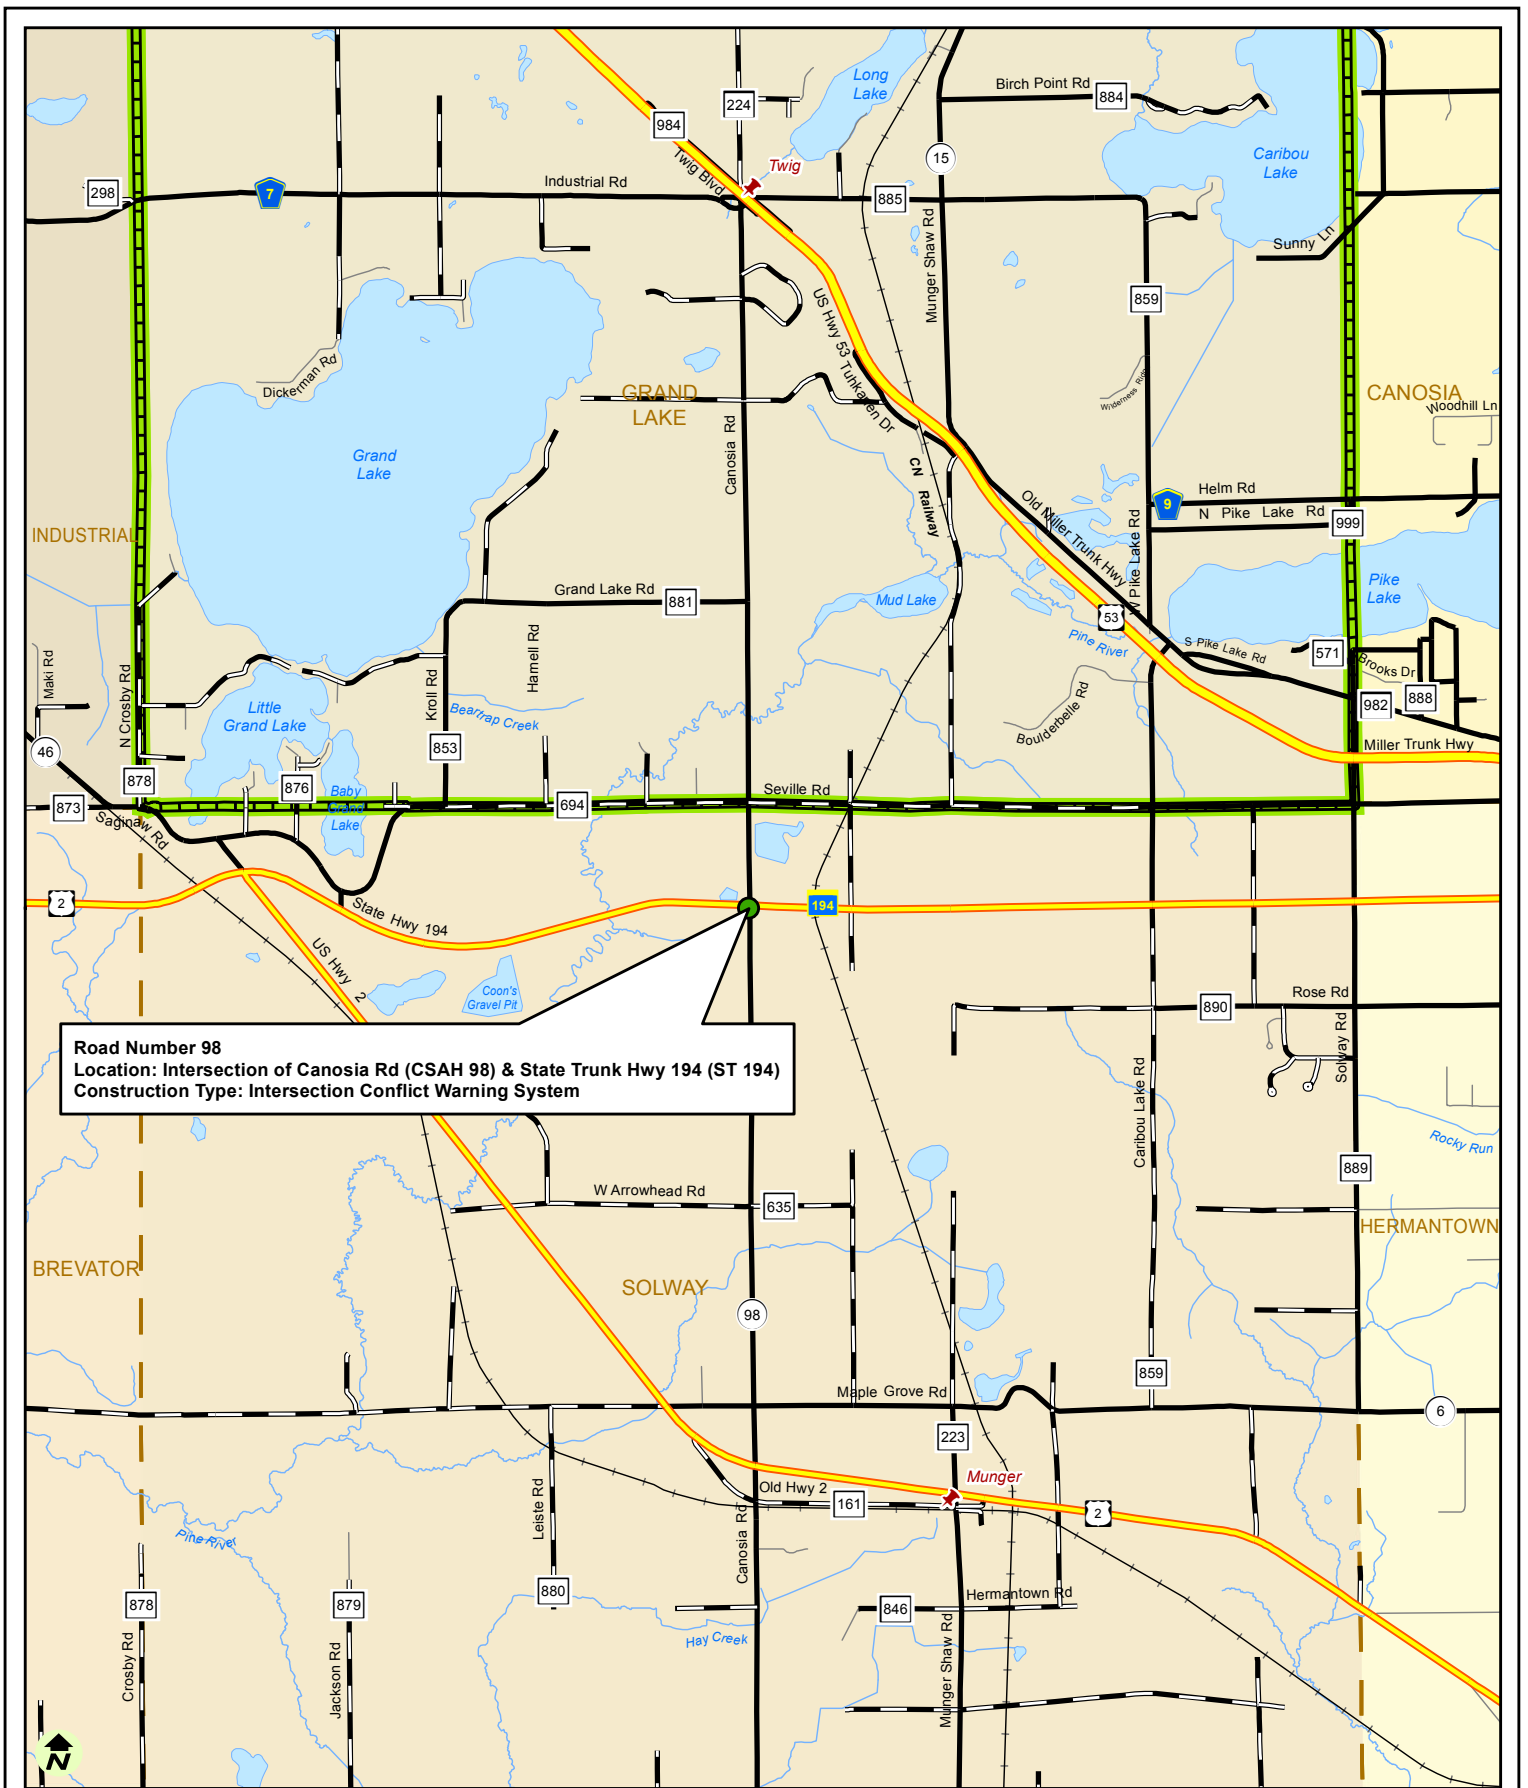 Long
Lake
Birch Point Rd
884
224
984
Twig Blvd
Twig
15
Caribou
Lake
298
7
Industrial Rd
885
Munger Shaw Rd
Sunny Ln
859
US Hwy 53
Tuhkanen Dr
Dickerman Rd
GRAND
LAKE
Wilderness Ridge
CANOSIA
Woodhill Ln
Canosia Rd
Grand
Lake
CN Railway
Helm Rd
9
N Pike Lake Rd
999
Old Miller Trunk Hwy
W Pike Lake Rd
INDUSTRIAL
Pike
Lake
Grand Lake Rd
881
Mud Lake
53
Pine River
S Pike Lake Rd
571
Brooks Dr
Maki Rd
N Crosby Rd
Kroll Rd
Harnell Rd
Little
Grand Lake
Beartrap Creek
Boulderbelle Rd
982
888
46
853
Miller Trunk Hwy
878
876
Baby
Grand
Lake
873
694
Seville Rd
Saginaw Rd
2
State Hwy 194
194
US Hwy 2
Coon's
Gravel Pit
890
Rose Rd
Solway Rd
Road Number 98
Location: Intersection of Canosia Rd (CSAH 98) & State Trunk Hwy 194 (ST 194)
Construction Type: Intersection Conflict Warning System
Caribou Lake Rd
Rocky Run
889
W Arrowhead Rd
635
HERMANTOWN
BREVATOR
SOLWAY
98
859
Maple Grove Rd
6
223
Munger
Old Hwy 2
161
2
Leiste Rd
Canosia Rd
Pine River
878
879
880
846
Hermantown Rd
Hay Creek
Crosby Rd
Jackson Rd
Munger Shaw Rd
N